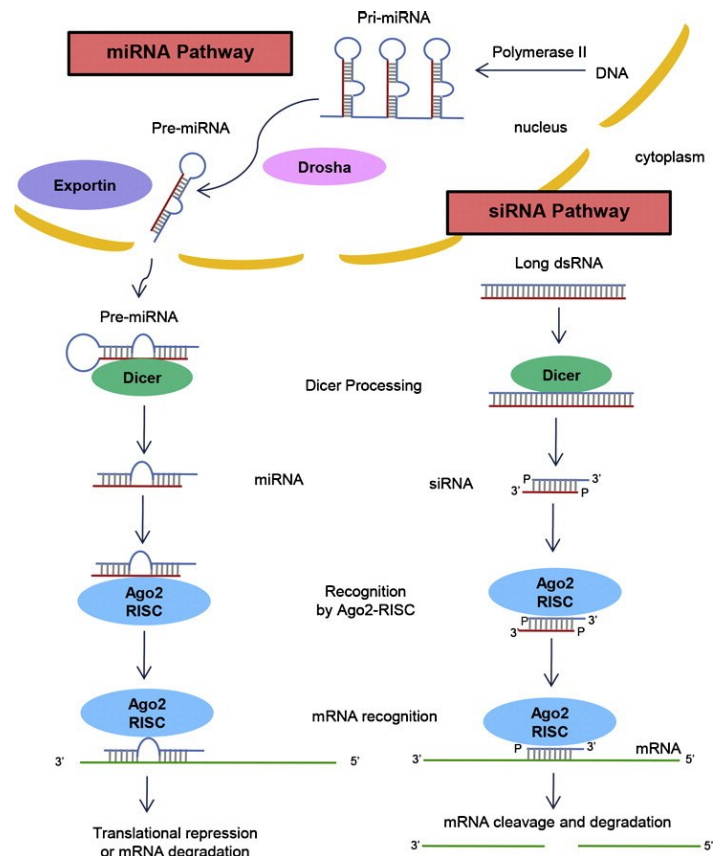 Pri-miRNA
miRNA Pathway
Polymerase II
DNA
Pre-miRNA
nucleus
cytoplasm
Exportin
Drosha
siRNA Pathway
Long dsRNA
Pre-miRNA
Dicer
Dicer
Dicer Processing
miRNA
siRNA
P
3'
3'
P
Ago2
RISC
Recognition
by Ago2-RISC
Ago2
RISC
P
3'
3'
P
Ago2
RISC
mRNA recognition
Ago2
RISC
P
3'
mRNA
3'
5'
3'
5'
Translational repression
or mRNA degradation
mRNA cleavage and degradation
3'
5'